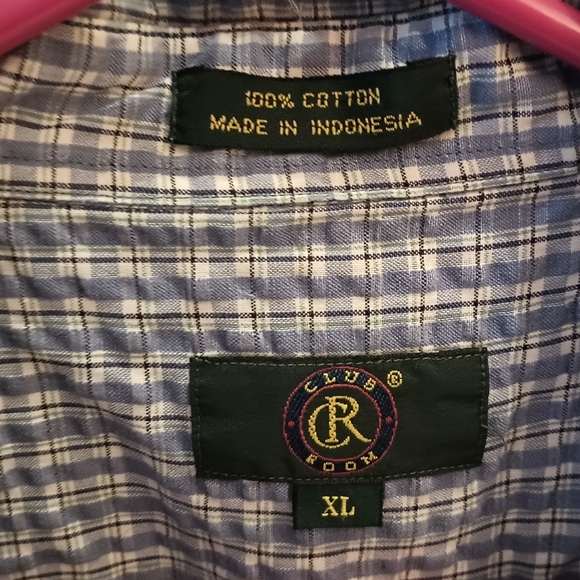 100% COTTON
MADE IN INDONESIA
CLUB ®
CR
ROOM
XL